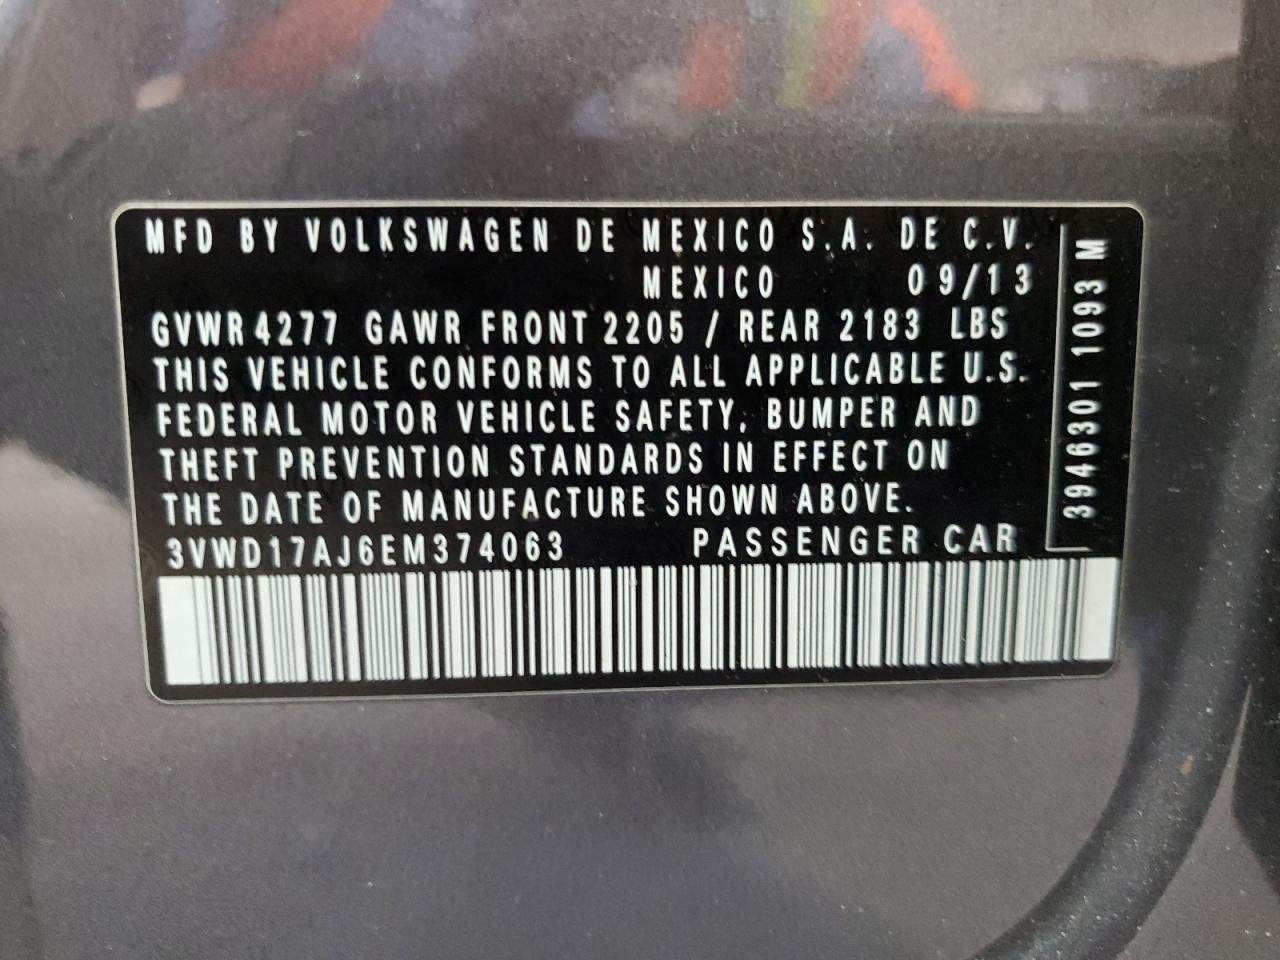 MFD BY VOLKSWAGEN DE MEXICO S.A. DE C.V.
MEXICO 09/13
GVWR 4277 GAWR FRONT 2205 / REAR 2183 LBS
THIS VEHICLE CONFORMS TO ALL APPLICABLE U.S.
FEDERAL MOTOR VEHICLE SAFETY, BUMPER AND
THEFT PREVENTION STANDARDS IN EFFECT ON
THE DATE OF MANUFACTURE SHOWN ABOVE.
3VWD17AJ6EM374063 PASSENGER CAR
3946301 1093 M